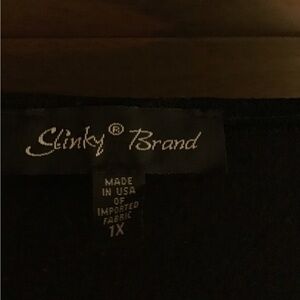 Slinky® Brand
MADE
IN USA
OF
IMPORTED
FABRIC
1X